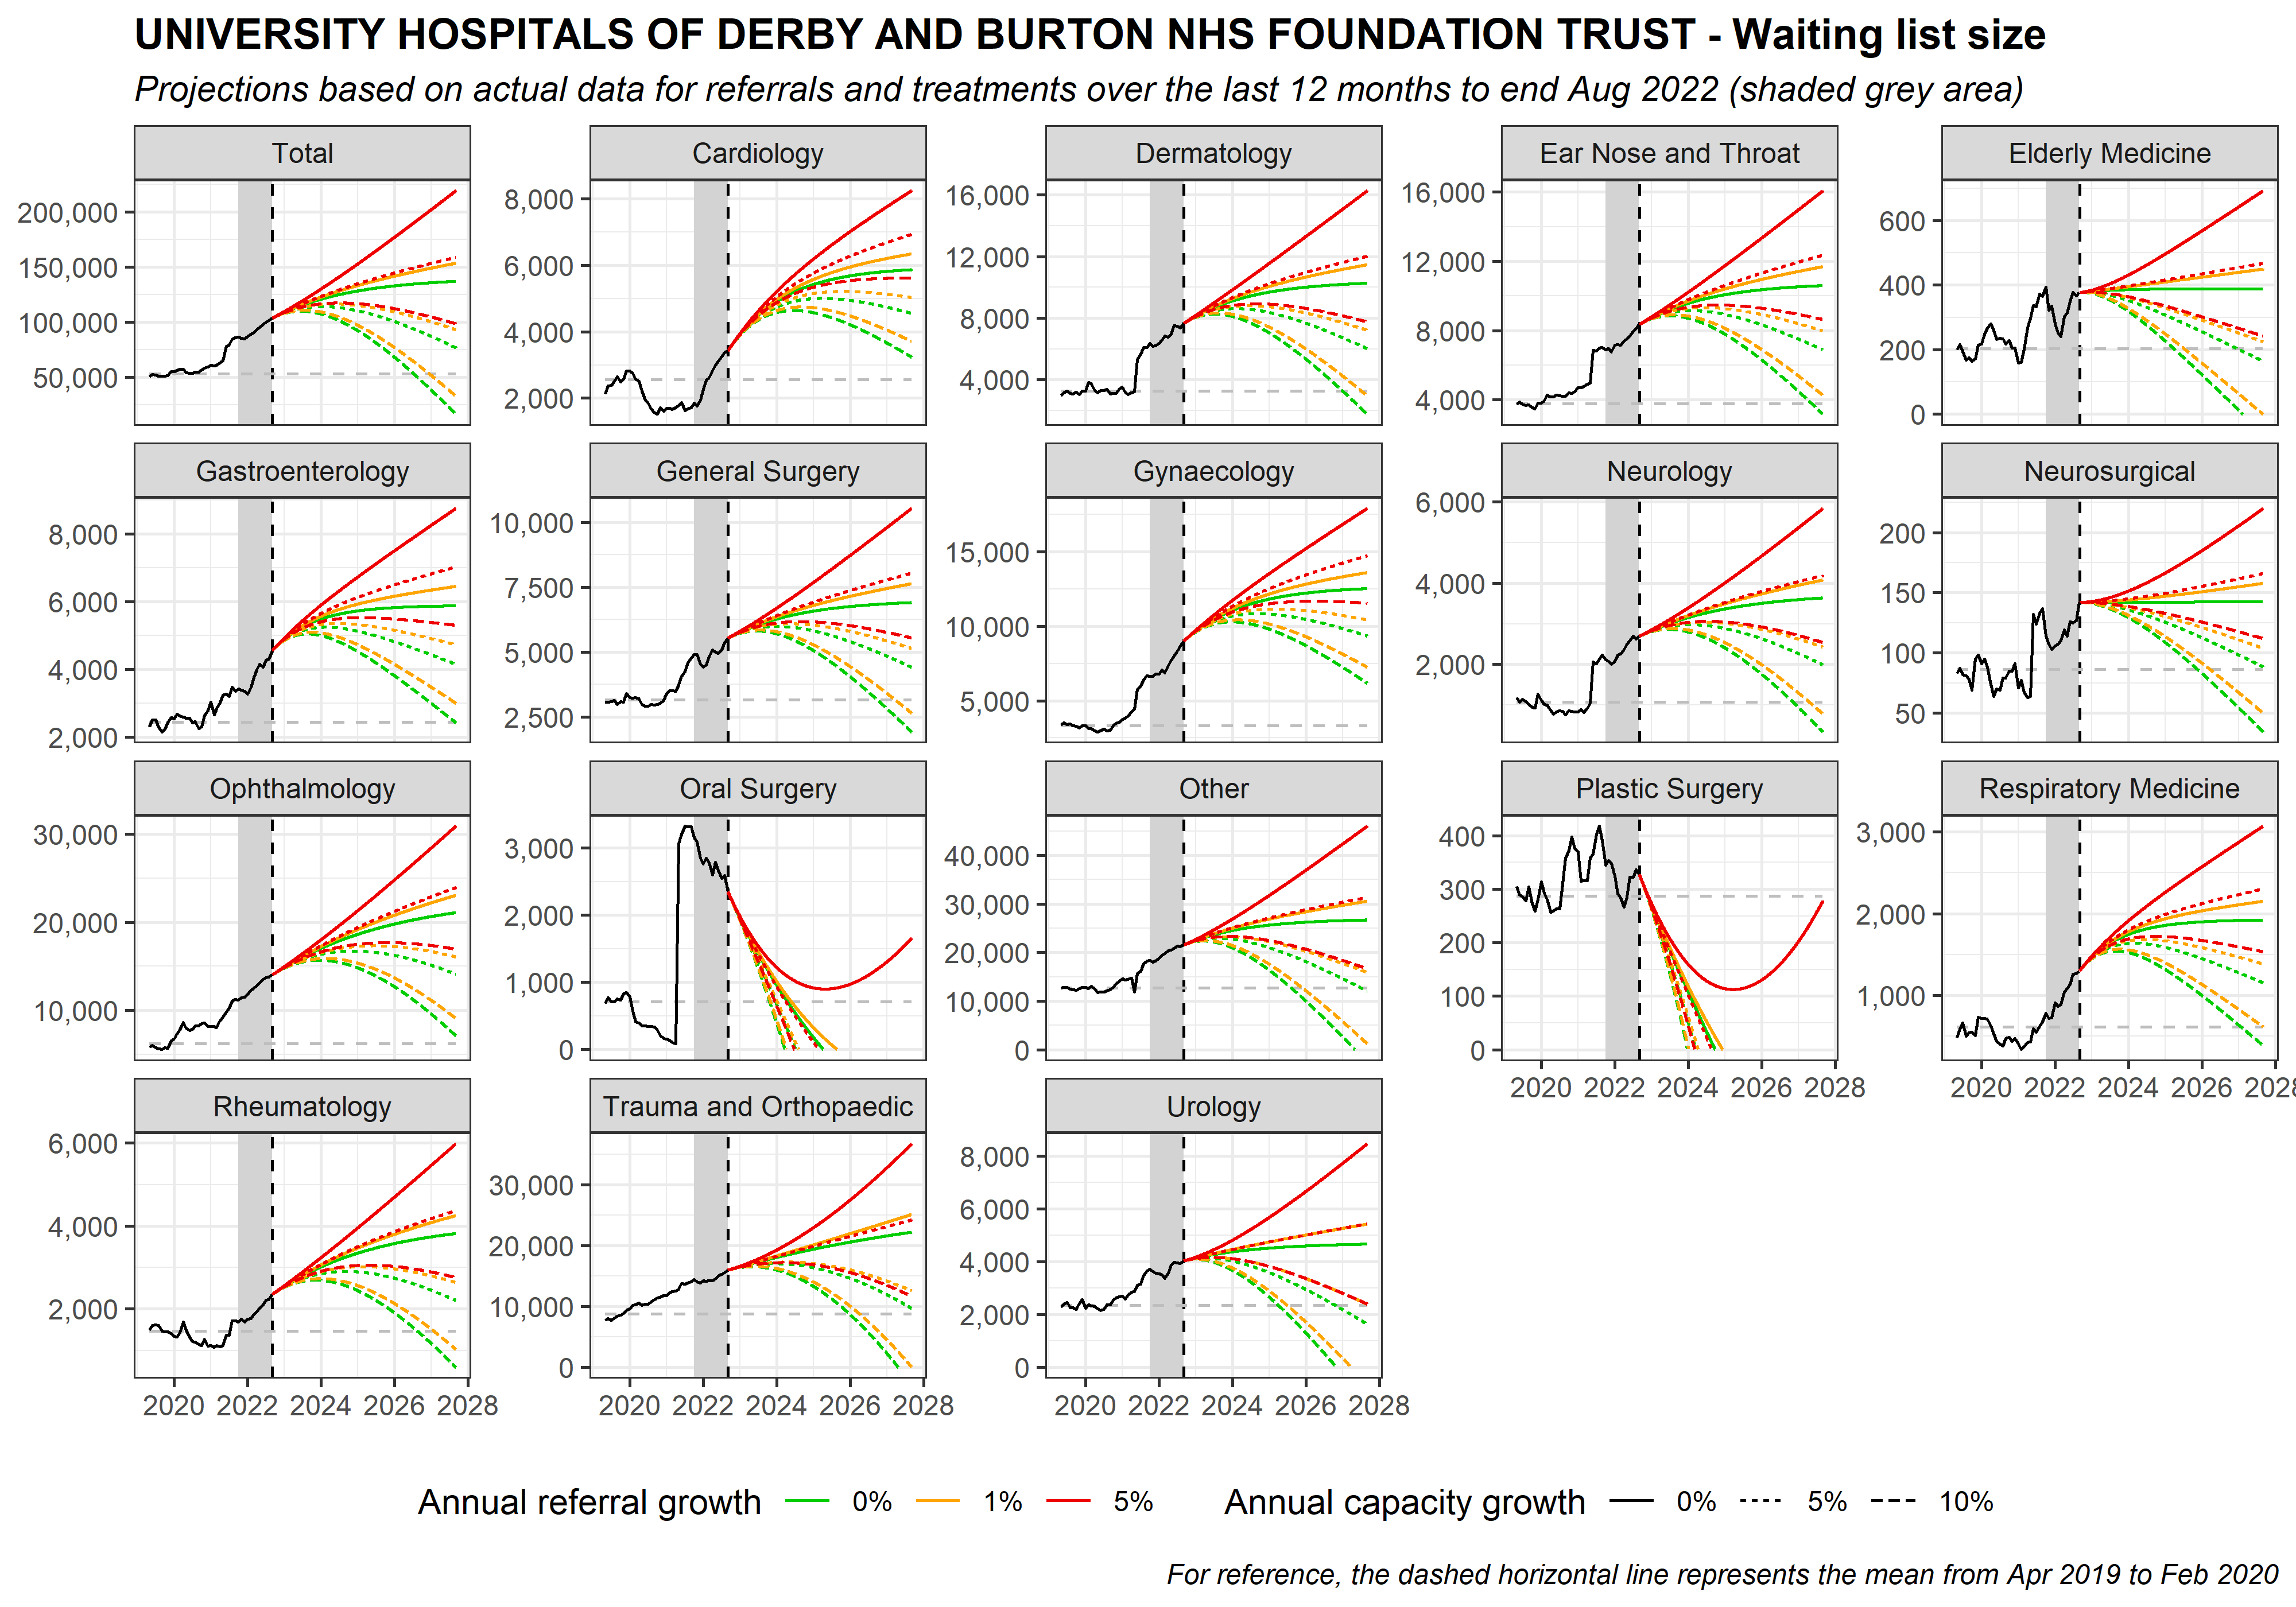 UNIVERSITY HOSPITALS OF DERBY AND BURTON NHS FOUNDATION TRUST - Waiting list size
Projections based on actual data for referrals and treatments over the last 12 months to end Aug 2022 (shaded grey area)
Total
200,000
150,000
100,000
50,000
Cardiology
8,000
6,000
4,000
2,000
Dermatology
16,000
12,000
8,000
4,000
Ear Nose and Throat
16,000
12,000
8,000
4,000
Elderly Medicine
600
400
200
0
Gastroenterology
8,000
6,000
4,000
2,000
General Surgery
10,000
7,500
5,000
2,500
Gynaecology
15,000
10,000
5,000
Neurology
6,000
4,000
2,000
Neurosurgical
200
150
100
50
Ophthalmology
30,000
20,000
10,000
Oral Surgery
3,000
2,000
1,000
0
Other
40,000
30,000
20,000
10,000
0
Plastic Surgery
400
300
200
100
0
2020 2022 2024 2026 2028
Respiratory Medicine
3,000
2,000
1,000
2020 2022 2024 2026 2028
Rheumatology
6,000
4,000
2,000
2020 2022 2024 2026 2028
Trauma and Orthopaedic
30,000
20,000
10,000
0
2020 2022 2024 2026 2028
Urology
8,000
6,000
4,000
2,000
0
2020 2022 2024 2026 2028
Annual referral growth 0% 1% 5% Annual capacity growth 0% 5% 10%
For reference, the dashed horizontal line represents the mean from Apr 2019 to Feb 2020